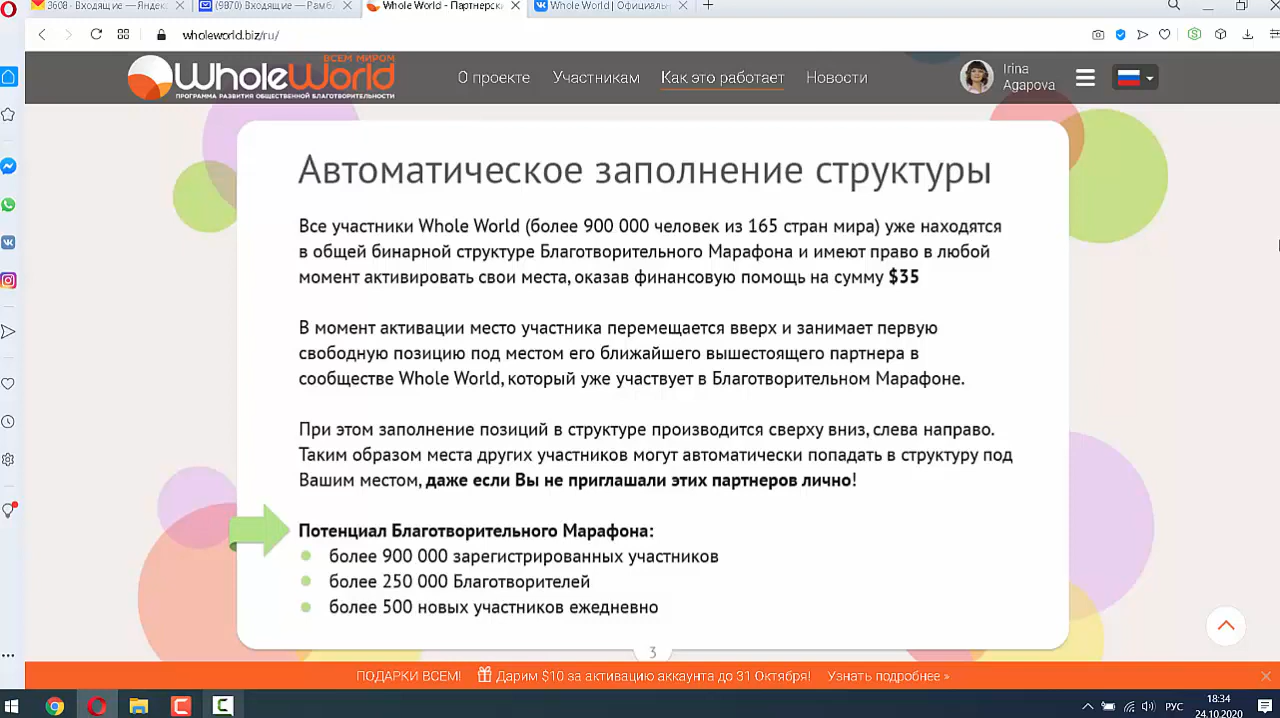 3608 - Входящие — Яндек
(9870) Входящие — Рамб
Whole World - Партнерска
Whole World | Официаль
wholeworld.biz/ru/
ВСЕМ МИРОМ
WholeWorld
ПРОГРАММА РАЗВИТИЯ ОБЩЕСТВЕННОЙ БЛАГОТВОРИТЕЛЬНОСТИ
О проекте Участникам Как это работает Новости
Irina
Agapova
Автоматическое заполнение структуры
Все участники Whole World (более 900 000 человек из 165 стран мира) уже находятся
в общей бинарной структуре Благотворительного Марафона и имеют право в любой
момент активировать свои места, оказав финансовую помощь на сумму $35
В момент активации место участника перемещается вверх и занимает первую
свободную позицию под местом его ближайшего вышестоящего партнера в
сообществе Whole World, который уже участвует в Благотворительном Марафоне.
При этом заполнение позиций в структуре производится сверху вниз, слева направо.
Таким образом места других участников могут автоматически попадать в структуру под
Вашим местом, даже если Вы не приглашали этих партнеров лично!
Потенциал Благотворительного Марафона:
более 900 000 зарегистрированных участников
более 250 000 Благотворителей
более 500 новых участников ежедневно
3
ПОДАРКИ ВСЕМ! Дарим $10 за активацию аккаунта до 31 Октября! Узнать подробнее »
РУС
18:34
24.10.2020